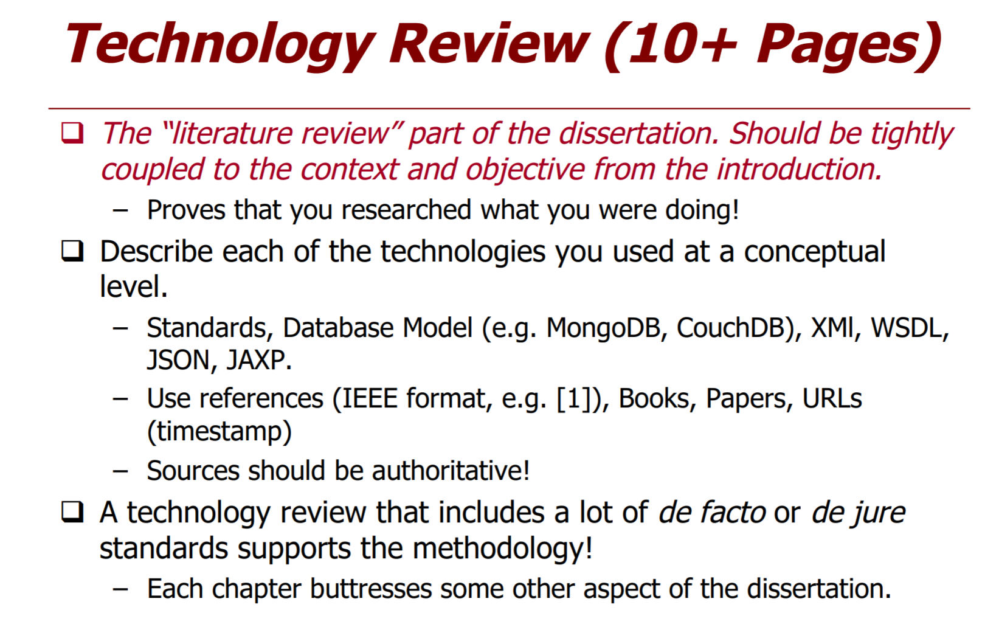 Technology Review (10+ Pages)
❑ The “literature review” part of the dissertation. Should be tightly
coupled to the context and objective from the introduction.
– Proves that you researched what you were doing!
❑ Describe each of the technologies you used at a conceptual
level.
– Standards, Database Model (e.g. MongoDB, CouchDB), XMl, WSDL,
JSON, JAXP.
– Use references (IEEE format, e.g. [1]), Books, Papers, URLs
(timestamp)
– Sources should be authoritative!
❑ A technology review that includes a lot of de facto or de jure
standards supports the methodology!
– Each chapter buttresses some other aspect of the dissertation.